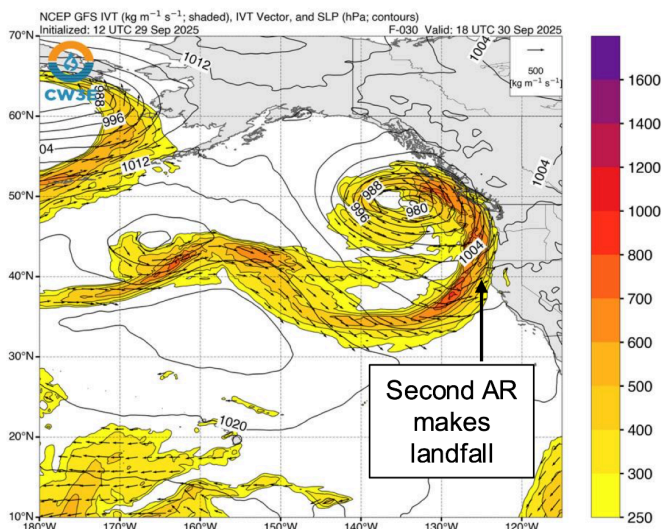 NCEP GFS IVT (kg m⁻¹ s⁻¹; shaded), IVT Vector, and SLP (hPa; contours)
Initialized: 12 UTC 29 Sep 2025 F-030 Valid: 18 UTC 30 Sep 2025
70°N
60°N
50°N
40°N
30°N
20°N
10°N
180°W
170°W
160°W
150°W
140°W
130°W
120°W
CW3E
1012
1004
500
[kg m⁻¹ s⁻¹]
988
996
04
1012
1004
988
996
980
1004
1020
Second AR
makes
landfall
1600
1400
1200
1000
800
700
600
500
400
300
250